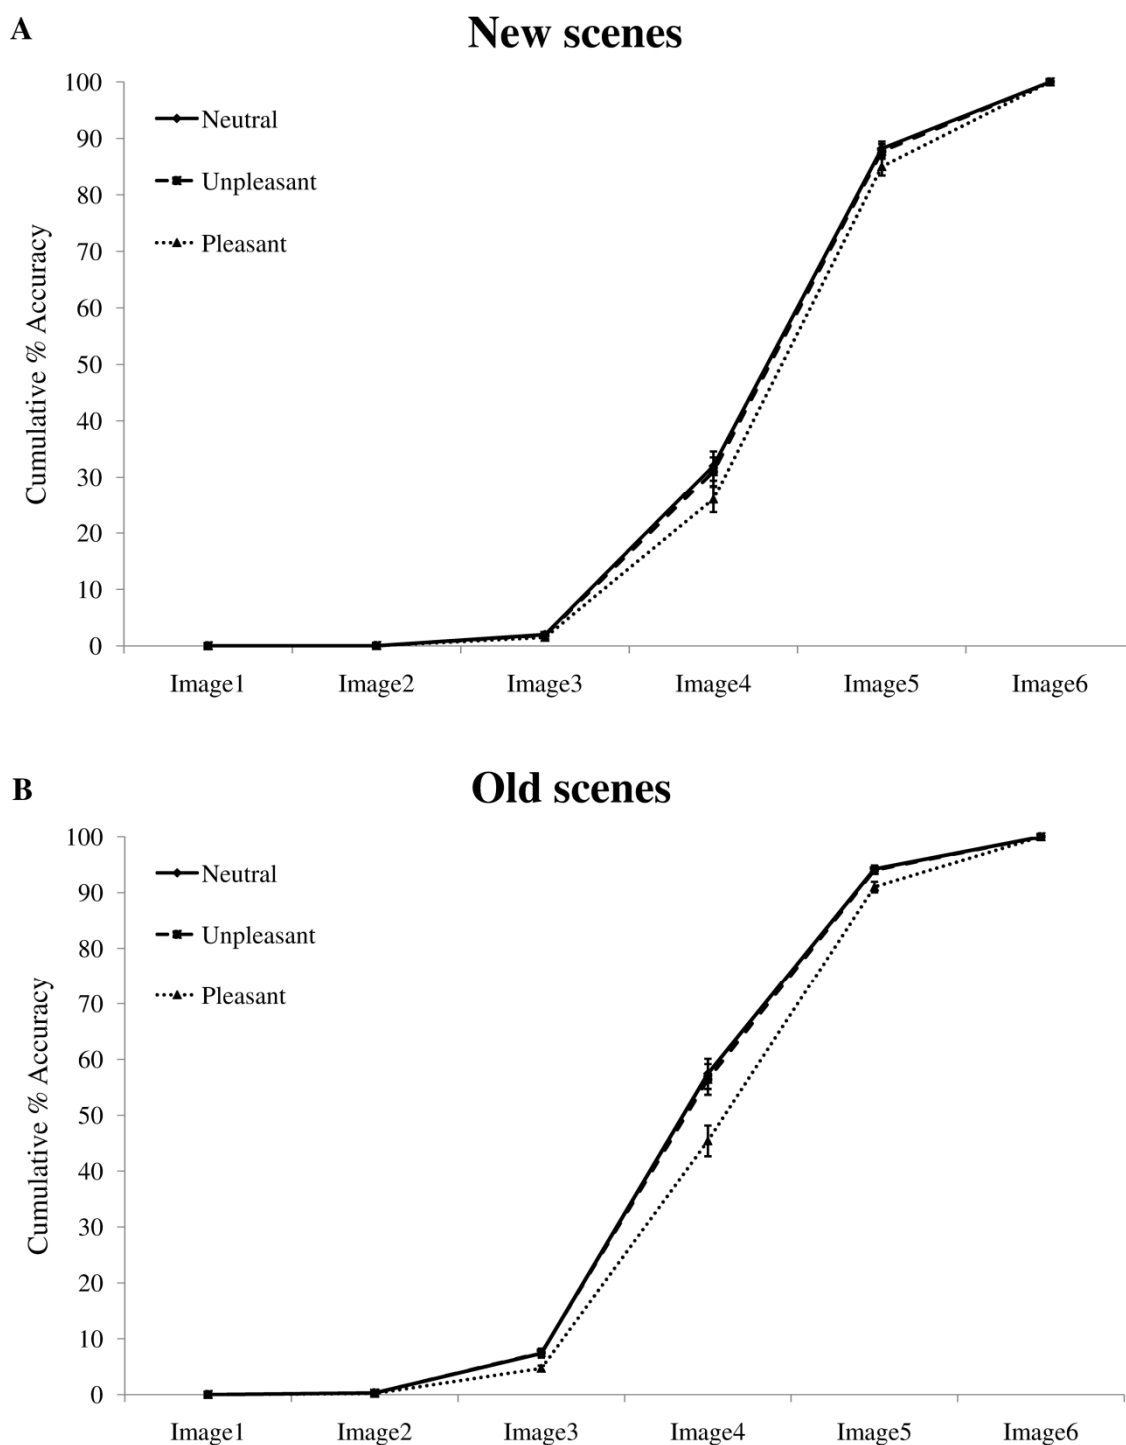 A
New scenes
100
90
80
70
60
50
40
30
20
10
0
Cumulative % Accuracy
Neutral
Unpleasant
Pleasant
Image1 Image2 Image3 Image4 Image5 Image6
B
Old scenes
100
90
80
70
60
50
40
30
20
10
0
Cumulative % Accuracy
Neutral
Unpleasant
Pleasant
Image1 Image2 Image3 Image4 Image5 Image6